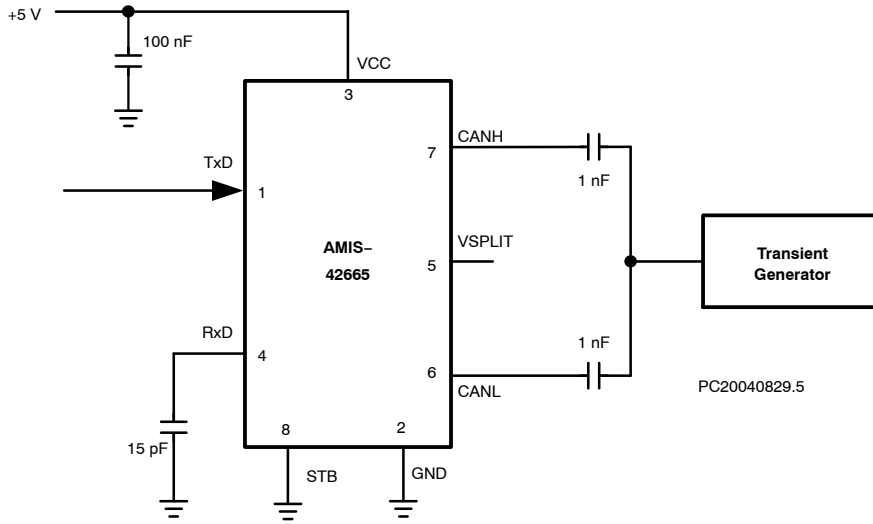 +5 V
100 nF
VCC
3
CANH
7
TxD
1 nF
1
AMIS−
42665
VSPLIT
5
Transient
Generator
RxD
4
1 nF
6
CANL
PC20040829.5
15 pF
8
2
STB
GND